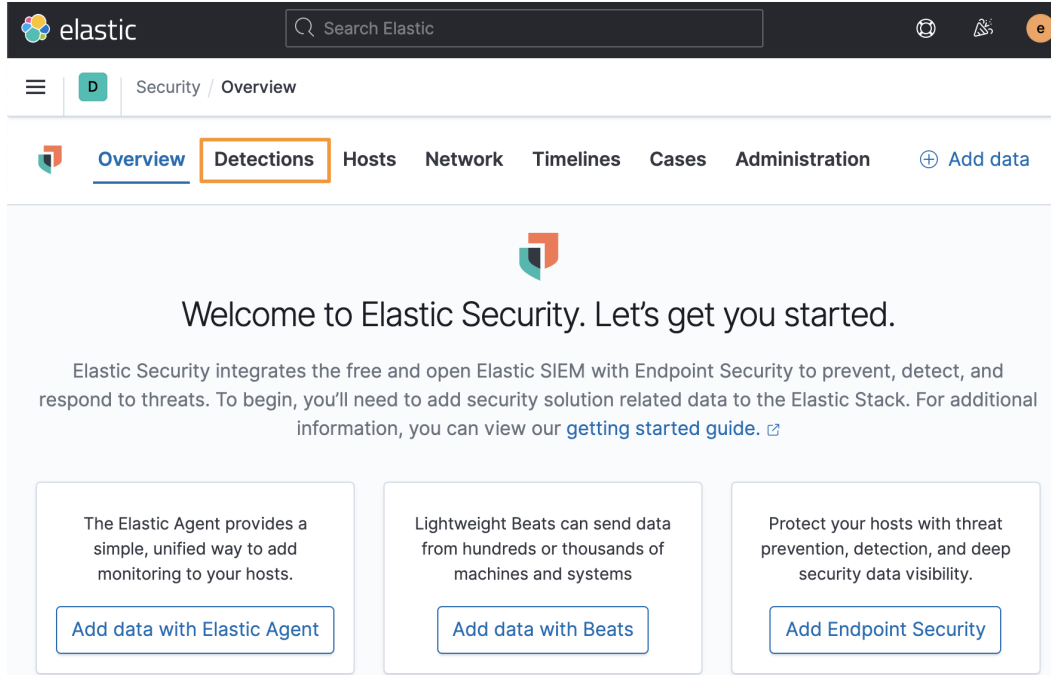 elastic
Search Elastic
e
D
Security / Overview
Overview
Detections
Hosts
Network
Timelines
Cases
Administration
Add data
Welcome to Elastic Security. Let's get you started.
Elastic Security integrates the free and open Elastic SIEM with Endpoint Security to prevent, detect, and
respond to threats. To begin, you'll need to add security solution related data to the Elastic Stack. For additional
information, you can view our getting started guide.
The Elastic Agent provides a
simple, unified way to add
monitoring to your hosts.
Add data with Elastic Agent
Lightweight Beats can send data
from hundreds or thousands of
machines and systems
Add data with Beats
Protect your hosts with threat
prevention, detection, and deep
security data visibility.
Add Endpoint Security